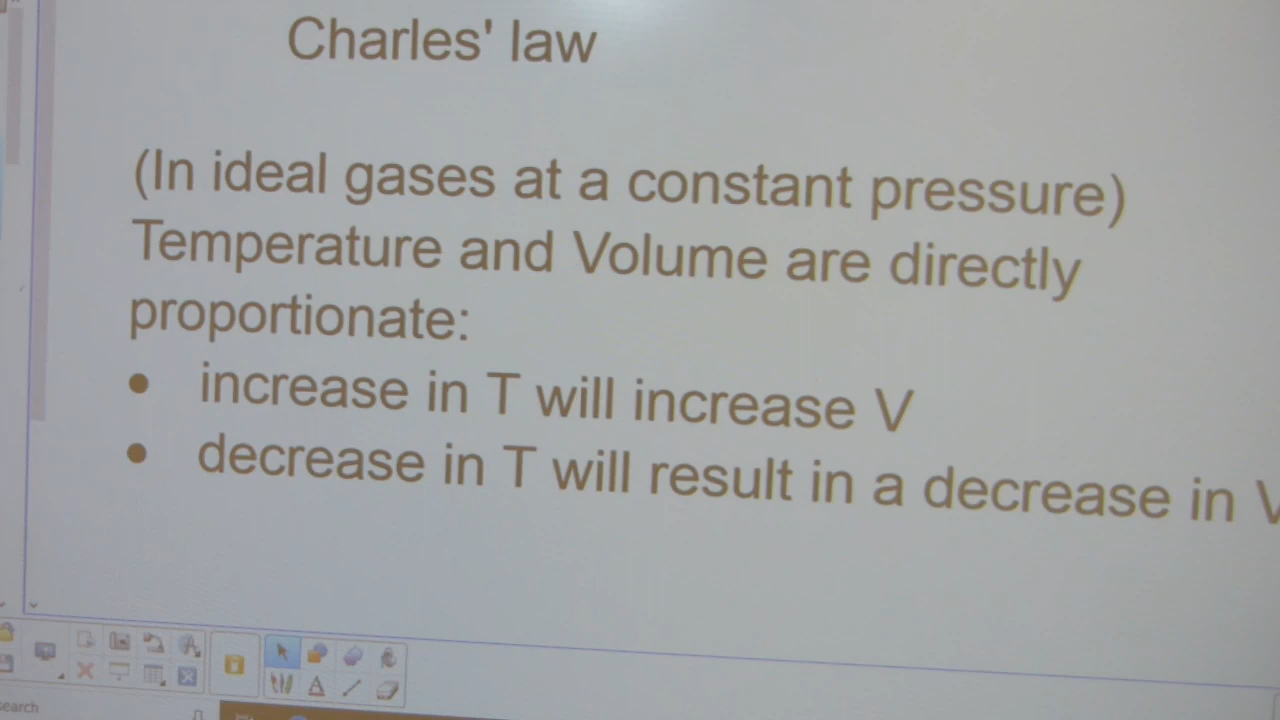 Charles' law
(In ideal gases at a constant pressure)
Temperature and Volume are directly
proportionate:
• increase in T will increase V
• decrease in T will result in a decrease in V
earch